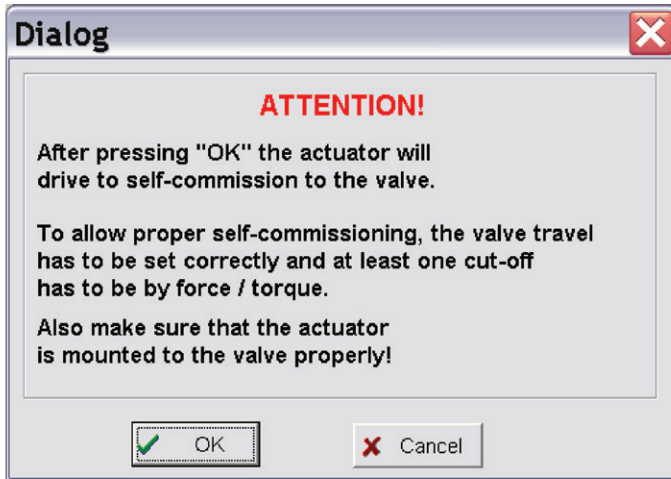 Dialog
ATTENTION!
After pressing "OK" the actuator will
drive to self-commission to the valve.
To allow proper self-commissioning, the valve travel
has to be set correctly and at least one cut-off
has to be by force / torque.
Also make sure that the actuator
is mounted to the valve properly!
OK
Cancel